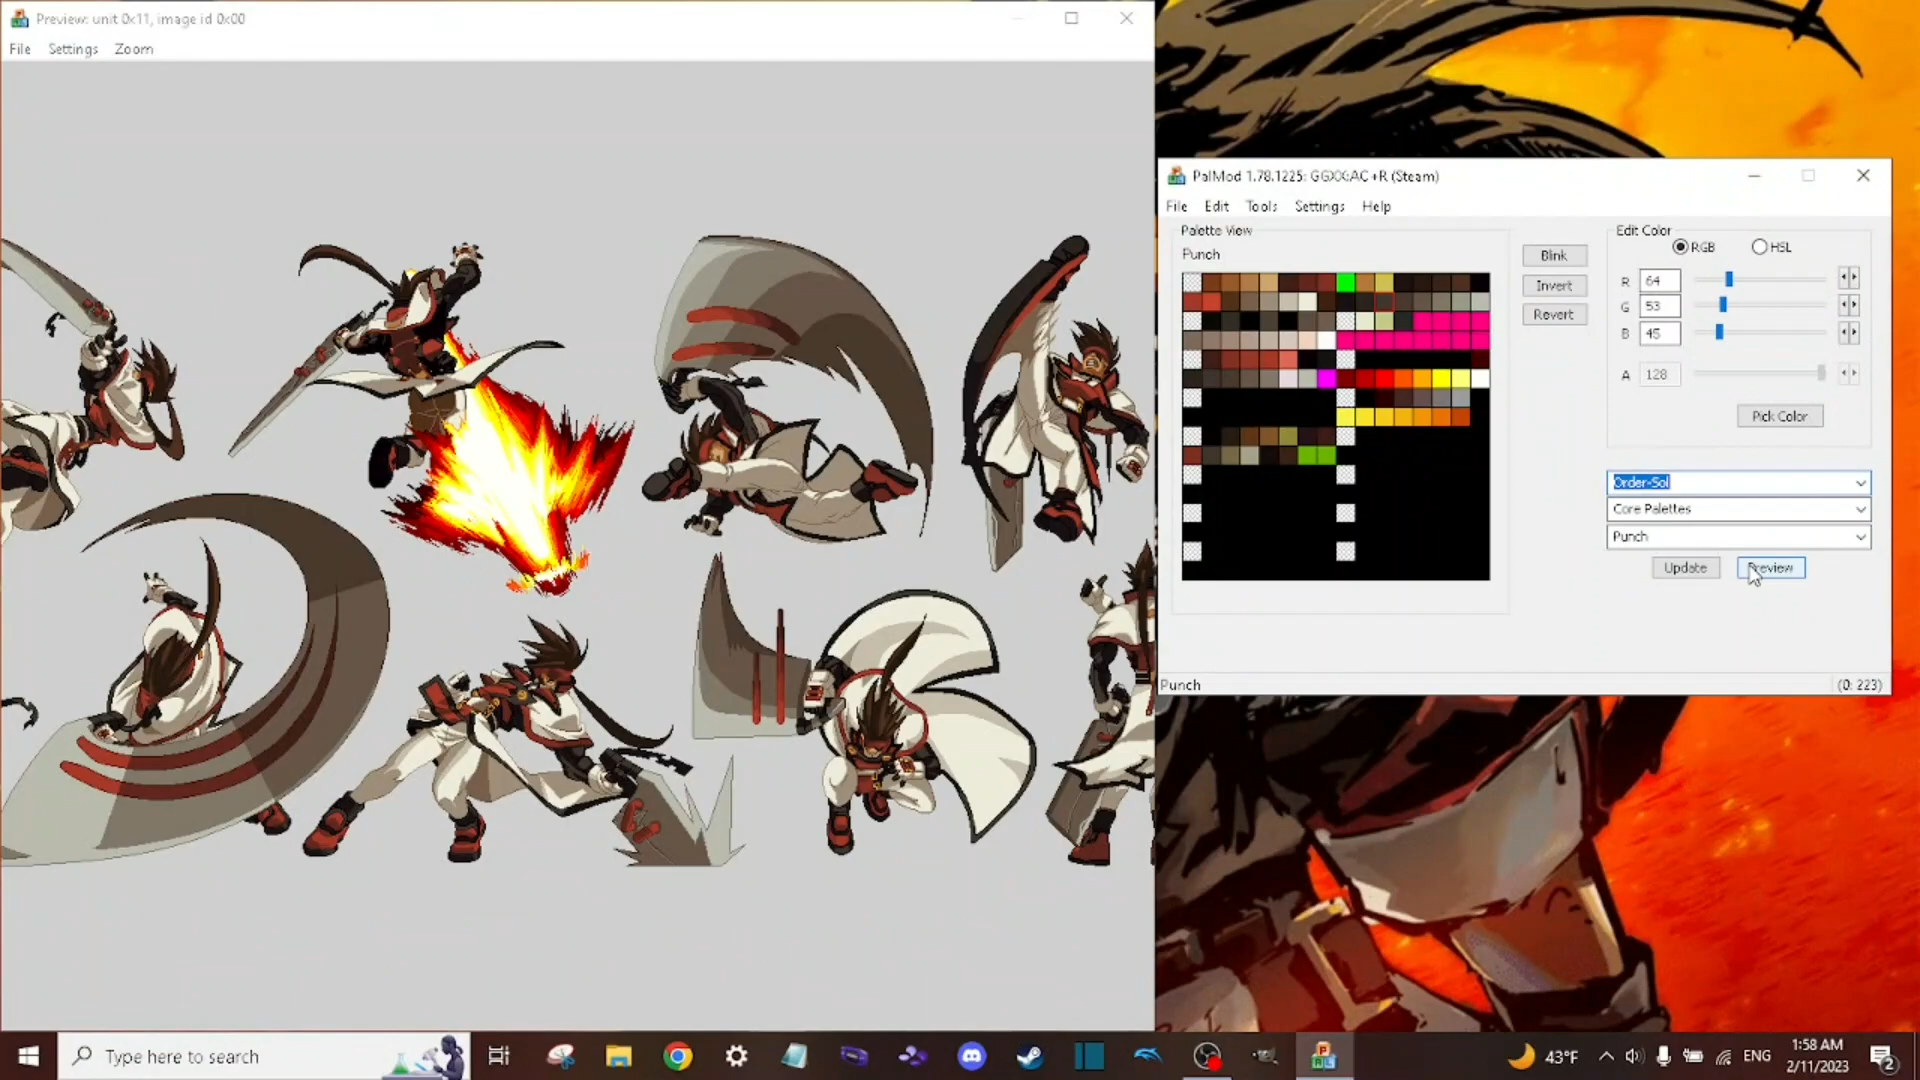 Preview: unit 0x11, image id 0x00
File Settings Zoom
PalMod 1.78.1225: GGXX:AC +R (Steam)
File Edit Tools Settings Help
Palette View
Punch
Blink
Invert
Revert
Edit Color
RGB HSL
R 64
G 53
B 45
A 128
Pick Color
Order-Sol
Core Palettes
Punch
Update Preview
Punch (0: 223)
Type here to search
43°F
ENG
1:58 AM
2/11/2023
2